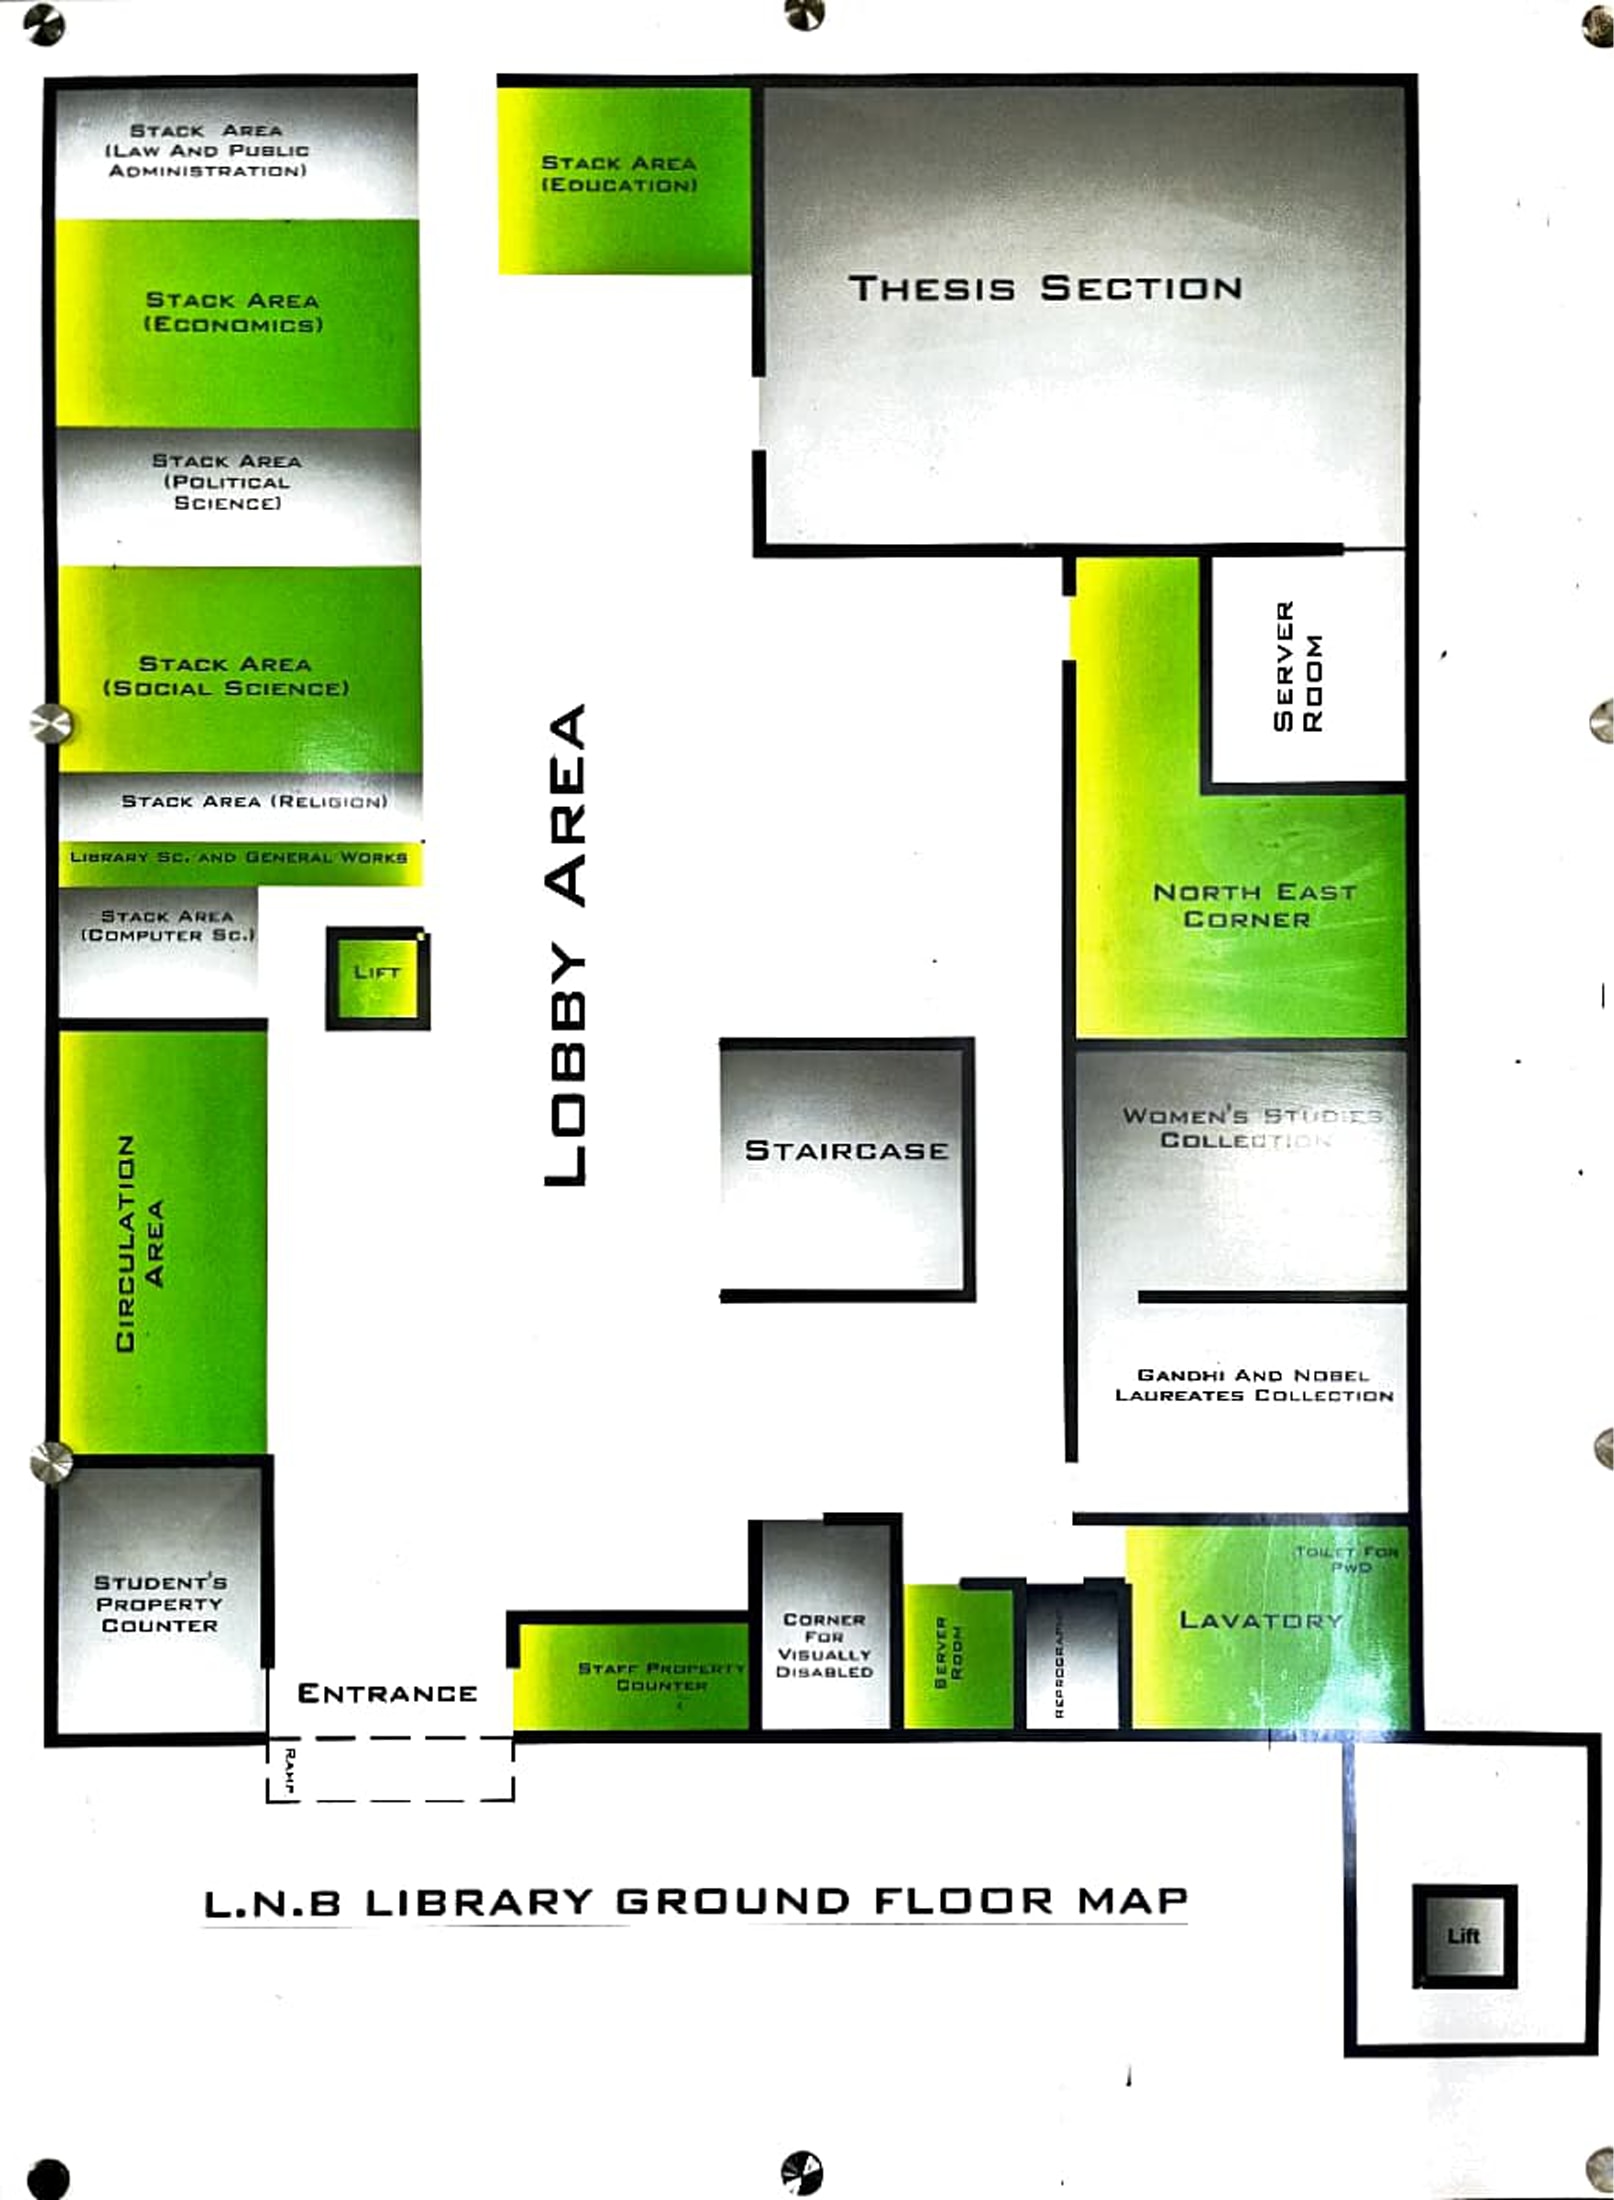 STACK AREA
(LAW AND PUBLIC
ADMINISTRATION)
STACK AREA
(EDUCATION)
THESIS SECTION
STACK AREA
(ECONOMICS)
STACK AREA
(POLITICAL
SCIENCE)
STACK AREA
(SOCIAL SCIENCE)
SERVER
ROOM
STACK AREA (RELIGION)
LIBRARY SC. AND GENERAL WORKS
STACK AREA
(COMPUTER SC.)
LIFT
LOBBY AREA
NORTH EAST
CORNER
CIRCULATION
AREA
STAIRCASE
WOMEN'S STUDIES
COLLECTION
GANDHI AND NOBEL
LAUREATES COLLECTION
STUDENT'S
PROPERTY
COUNTER
ENTRANCE
RAMP
STAFF PROPERTY
COUNTER
CORNER
FOR
VISUALLY
DISABLED
SERVER
ROOM
REPROGRAPHY
TOILET FOR
PWD
LAVATORY
L.N.B LIBRARY GROUND FLOOR MAP
Lift